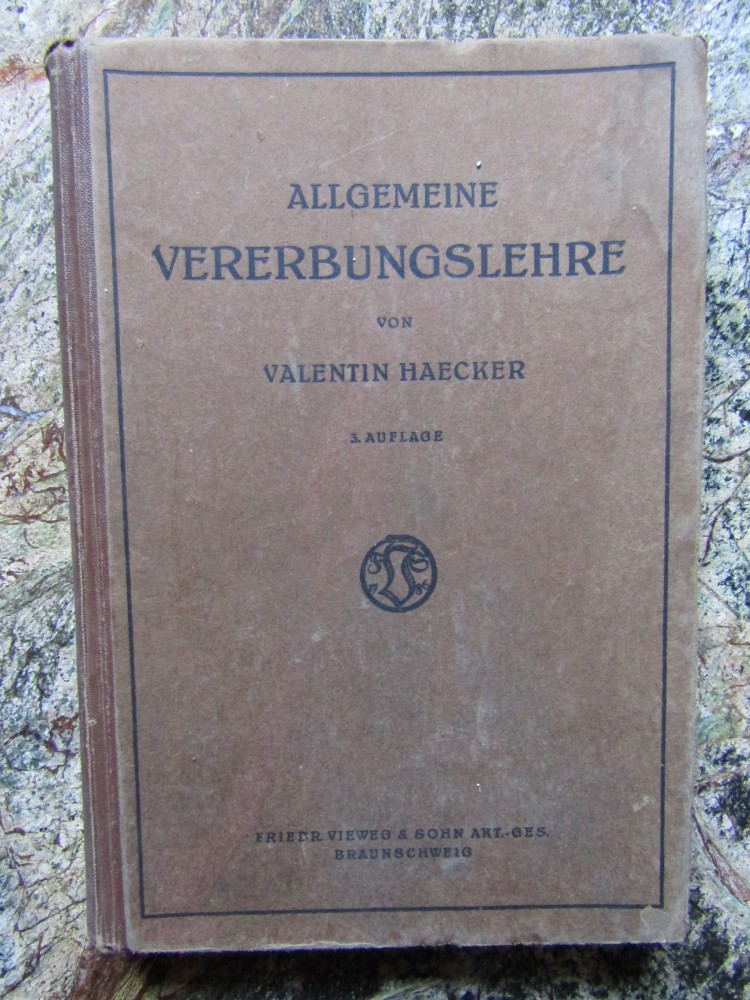 ALLGEMEINE
VERERBUNGSLEHRE
VON
VALENTIN HAECKER
3. AUFLAGE
FRIEDR. VIEWEG & SOHN AKT.-GES.
BRAUNSCHWEIG